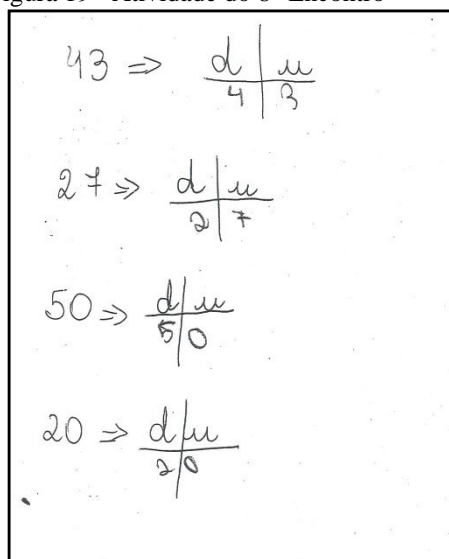 43 ⇒ d | u
4 | 3
27 ⇒ d | u
2 | 7
50 ⇒ d | u
5 | 0
20 ⇒ d | u
2 | 0